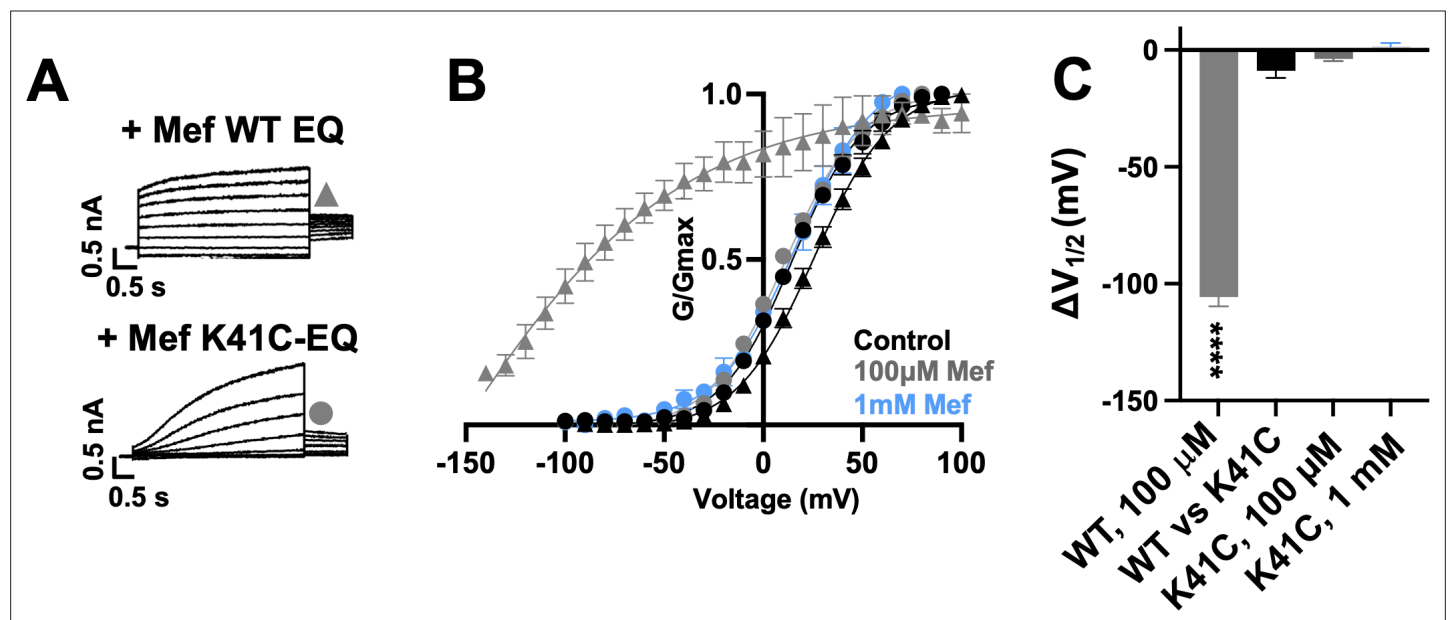 A
+ Mef WT EQ
0.5 nA
0.5 s
+ Mef K41C-EQ
0.5 nA
0.5 s
B
1.0
0.5
G/Gmax
Control
100µM Mef
1mM Mef
-150 -100 -50 0 50 100
Voltage (mV)
C
0
-50
-100
-150
ΔV1/2 (mV)
****
WT, 100 µM
WT vs K41C
K41C, 100 µM
K41C, 1 mM